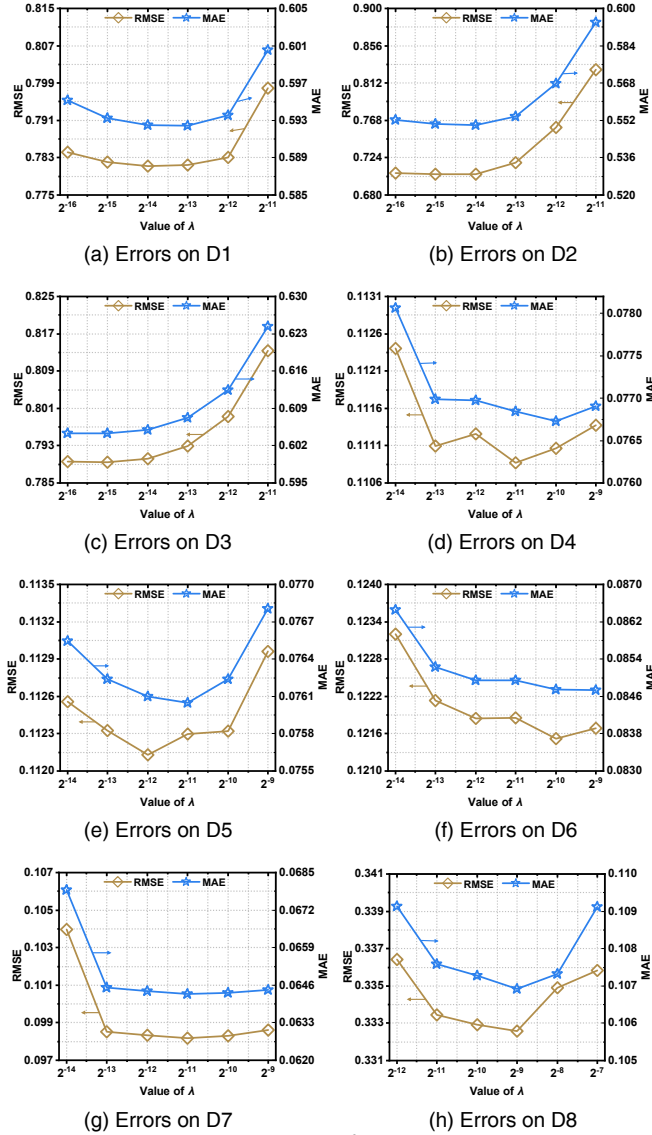 RMSE MAE
0.815 0.807 0.799 0.791 0.783 0.775
RMSE
0.605 0.601 0.597 0.593 0.589 0.585
MAE
2-16 2-15 2-14 2-13 2-12 2-11
Value of λ
(a) Errors on D1
RMSE MAE
0.900 0.856 0.812 0.768 0.724 0.680
RMSE
0.600 0.584 0.568 0.552 0.536 0.520
MAE
2-16 2-15 2-14 2-13 2-12 2-11
Value of λ
(b) Errors on D2
RMSE MAE
0.825 0.817 0.809 0.801 0.793 0.785
RMSE
0.630 0.623 0.616 0.609 0.602 0.595
MAE
2-16 2-15 2-14 2-13 2-12 2-11
Value of λ
(c) Errors on D3
RMSE MAE
0.1131 0.1126 0.1121 0.1116 0.1111 0.1106
RMSE
0.0780 0.0775 0.0770 0.0765 0.0760
MAE
2-14 2-13 2-12 2-11 2-10 2-9
Value of λ
(d) Errors on D4
RMSE MAE
0.1135 0.1132 0.1129 0.1126 0.1123 0.1120
RMSE
0.0770 0.0767 0.0764 0.0761 0.0758 0.0755
MAE
2-14 2-13 2-12 2-11 2-10 2-9
Value of λ
(e) Errors on D5
RMSE MAE
0.1240 0.1234 0.1228 0.1222 0.1216 0.1210
RMSE
0.0870 0.0862 0.0854 0.0846 0.0838 0.0830
MAE
2-14 2-13 2-12 2-11 2-10 2-9
Value of λ
(f) Errors on D6
RMSE MAE
0.107 0.106 0.103 0.101 0.099 0.097
RMSE
0.0685 0.0672 0.0659 0.0646 0.0633 0.0620
MAE
2-14 2-13 2-12 2-11 2-10 2-9
Value of λ
(g) Errors on D7
RMSE MAE
0.341 0.339 0.337 0.335 0.333 0.331
RMSE
0.110 0.109 0.108 0.107 0.106 0.105
MAE
2-12 2-11 2-10 2-9 2-8 2-7
Value of λ
(h) Errors on D8